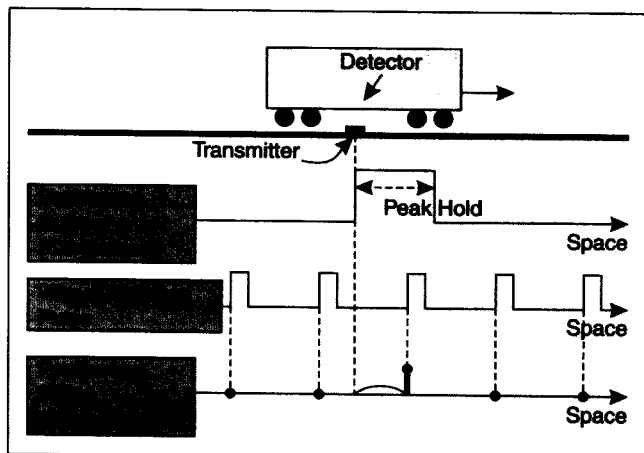 Detector
Transmitter
Peak Hold
Space
Space
Space